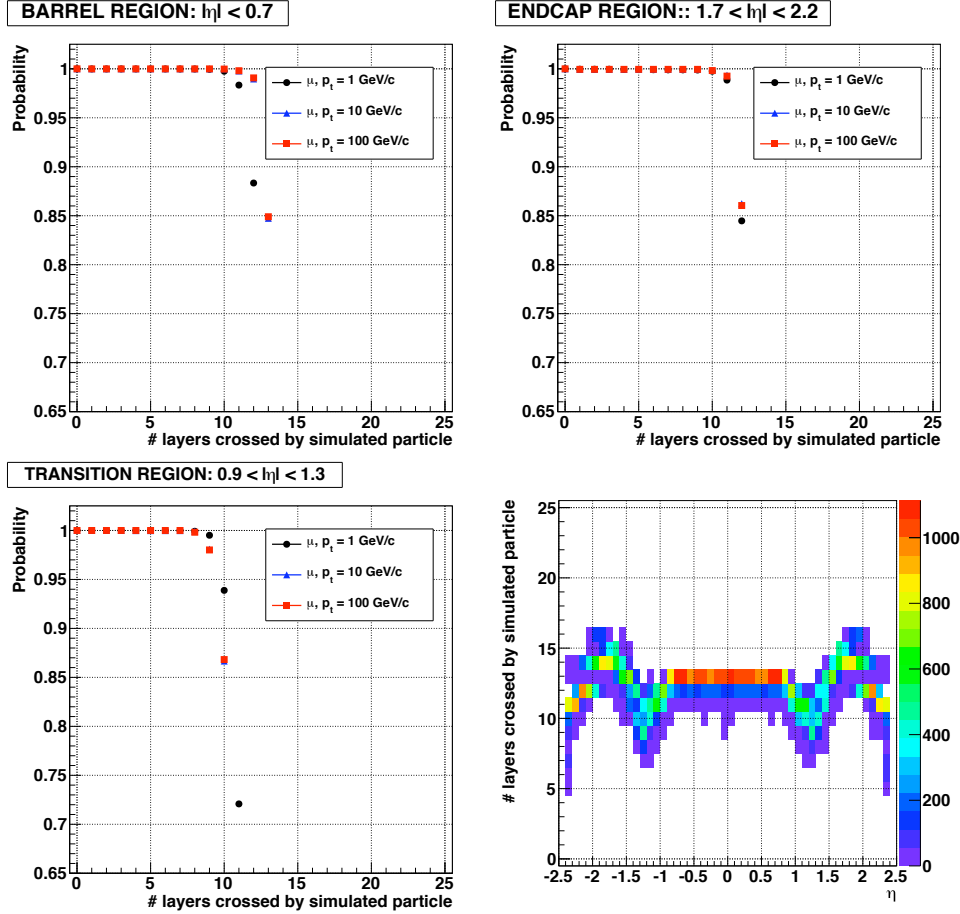 BARREL REGION: |η| < 0.7
Probability
1
0.95
0.9
0.85
0.8
0.75
0.7
0.65
μ, pt = 1 GeV/c
μ, pt = 10 GeV/c
μ, pt = 100 GeV/c
0 5 10 15 20 25
# layers crossed by simulated particle
ENDCAP REGION:: 1.7 < |η| < 2.2
Probability
1
0.95
0.9
0.85
0.8
0.75
0.7
0.65
μ, pt = 1 GeV/c
μ, pt = 10 GeV/c
μ, pt = 100 GeV/c
0 5 10 15 20 25
# layers crossed by simulated particle
TRANSITION REGION: 0.9 < |η| < 1.3
Probability
1
0.95
0.9
0.85
0.8
0.75
0.7
0.65
μ, pt = 1 GeV/c
μ, pt = 10 GeV/c
μ, pt = 100 GeV/c
0 5 10 15 20 25
# layers crossed by simulated particle
# layers crossed by simulated particle
25
20
15
10
5
0
-2.5 -2 -1.5 -1 -0.5 0 0.5 1 1.5 2 2.5
η
1000
800
600
400
200
0